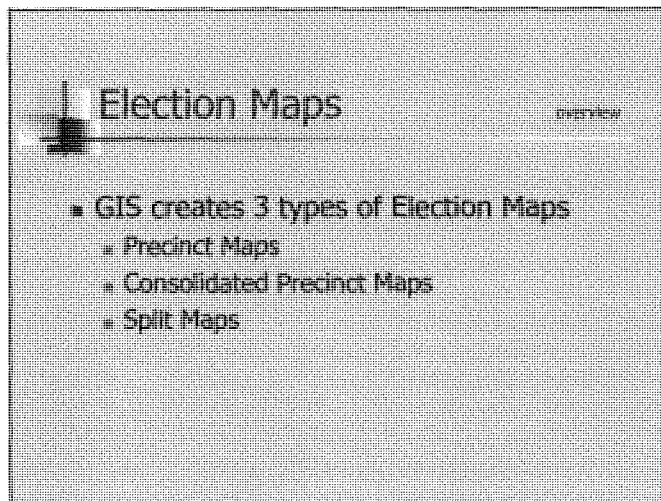 Election Maps
overview
■ GIS creates 3 types of Election Maps
■ Precinct Maps
■ Consolidated Precinct Maps
■ Split Maps